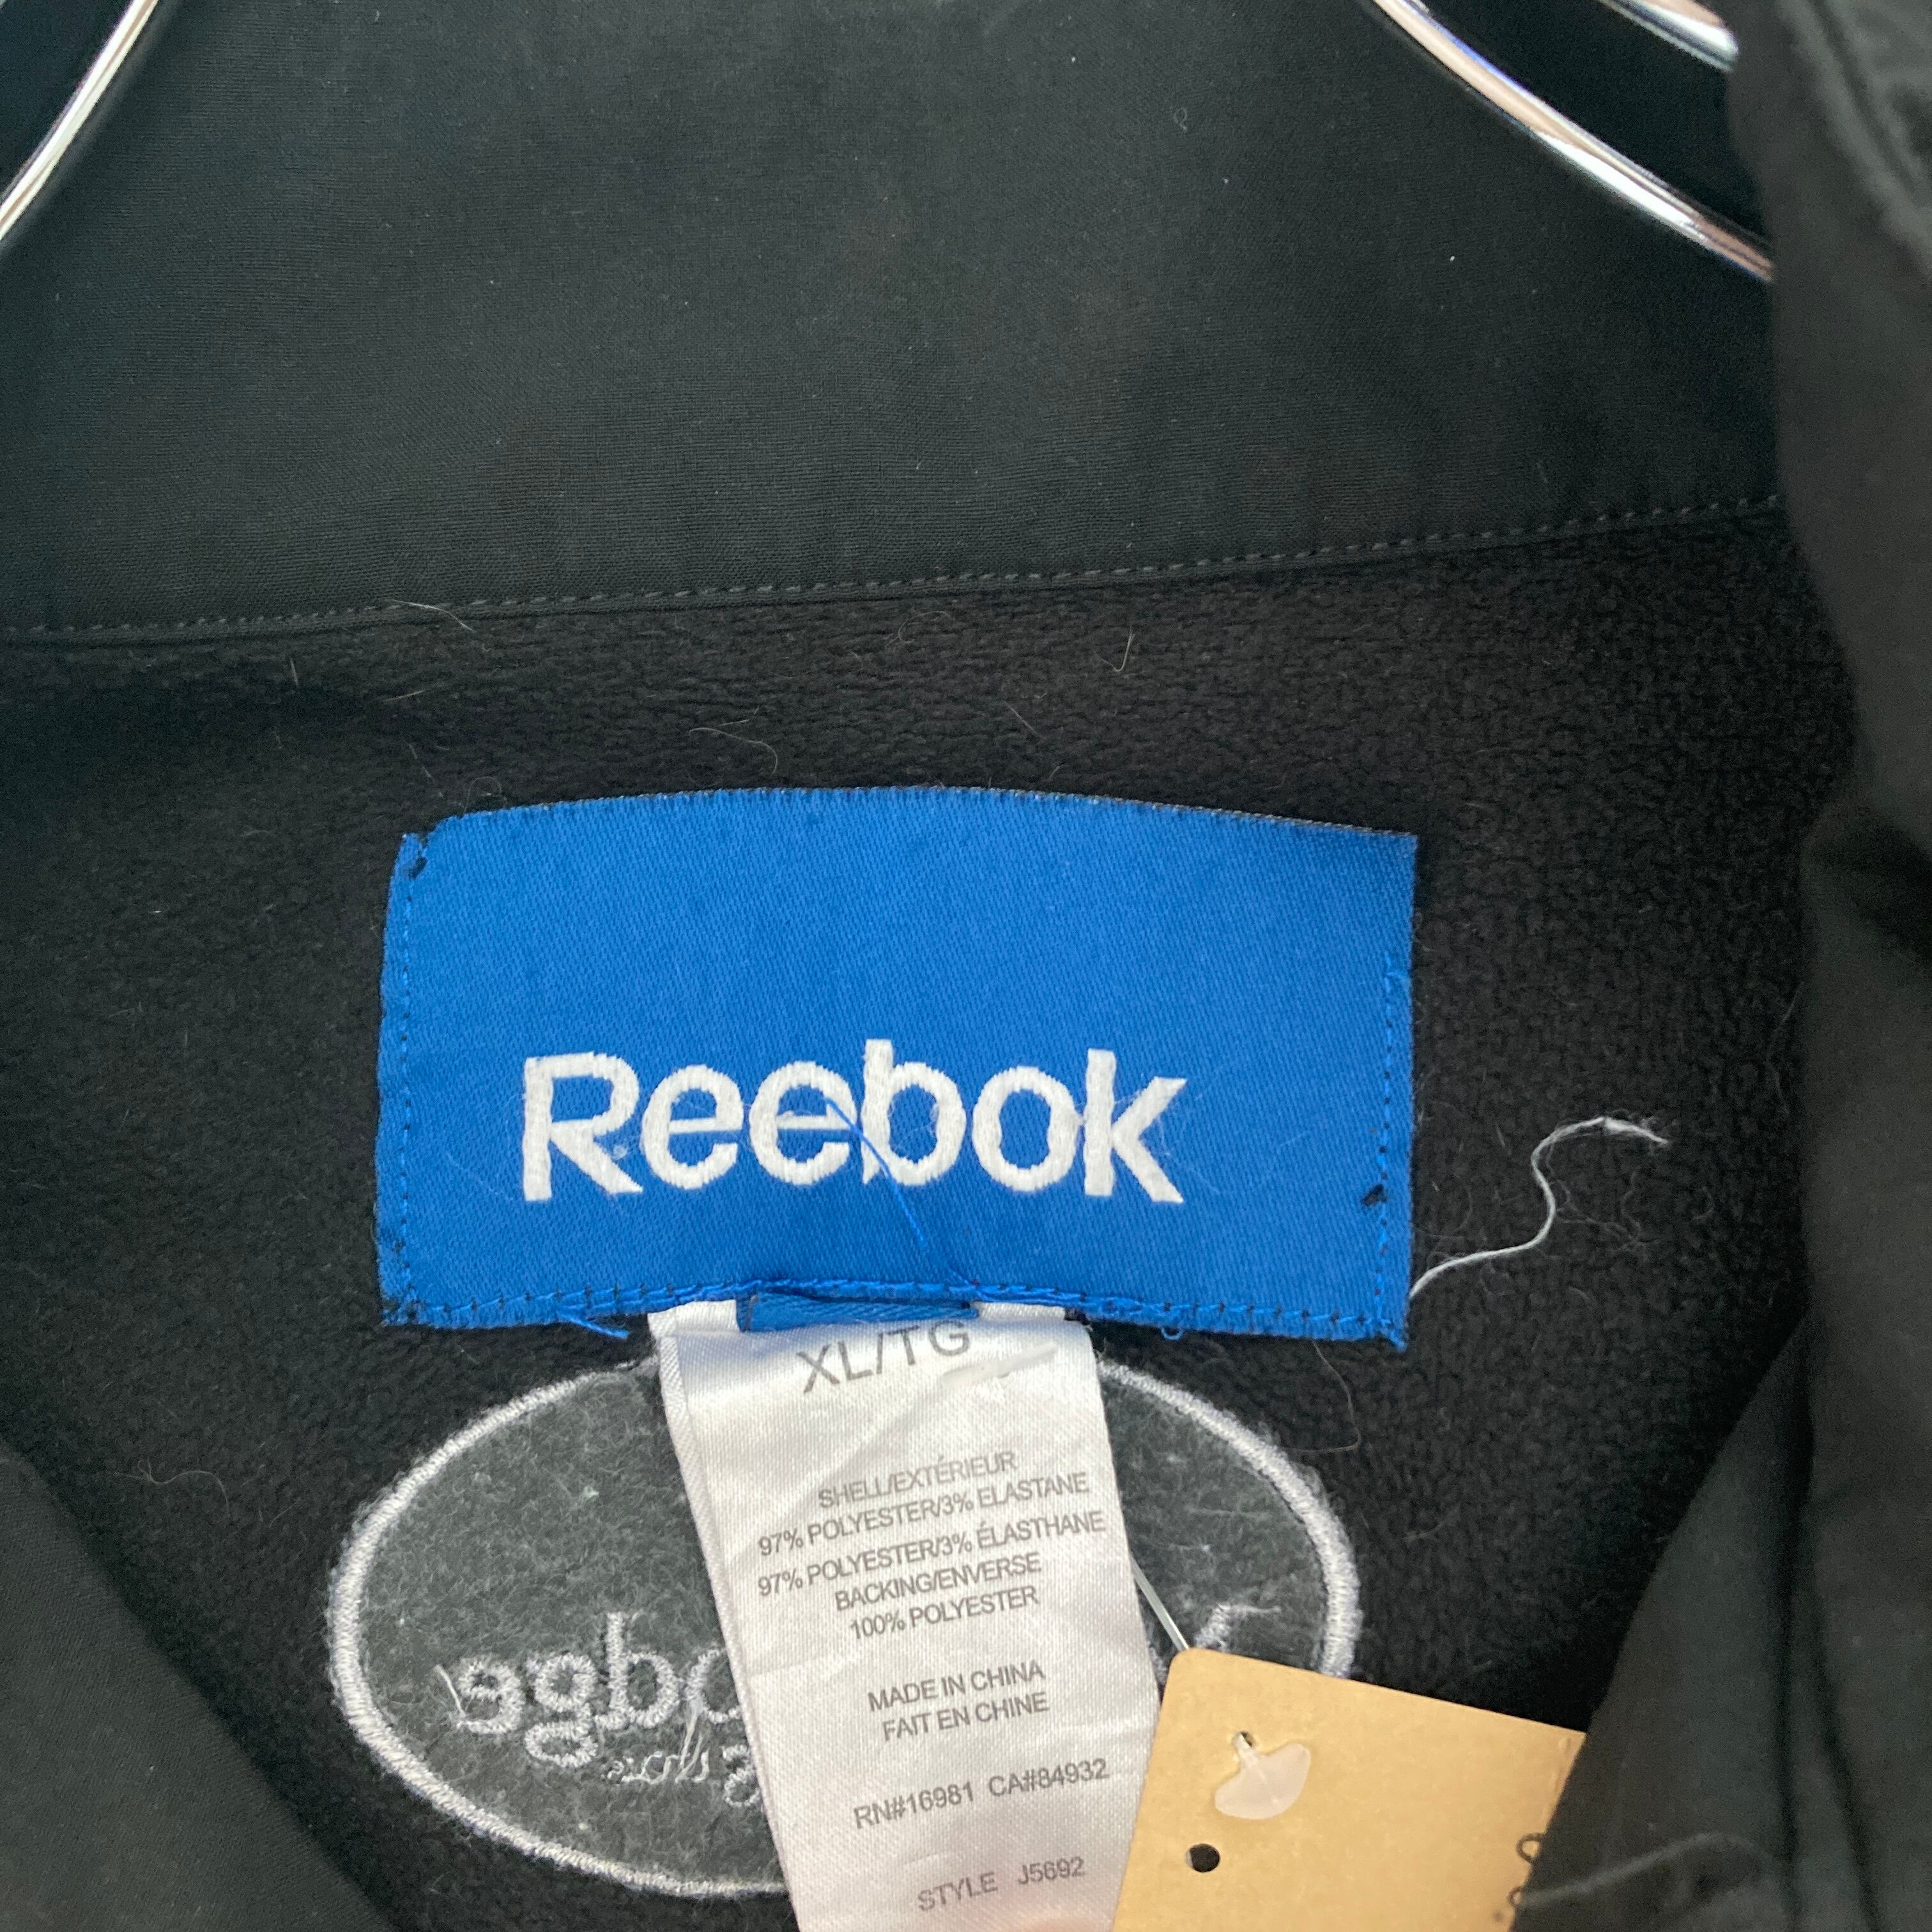 Reebok
XL/TG
SHELL/EXTÉRIEUR
97% POLYESTER/3% ELASTANE
97% POLYESTER/3% ÉLASTHANE
BACKING/ENVERSE
100% POLYESTER
MADE IN CHINA
FAIT EN CHINE
RN#16981 CA#84932
STYLE J5692